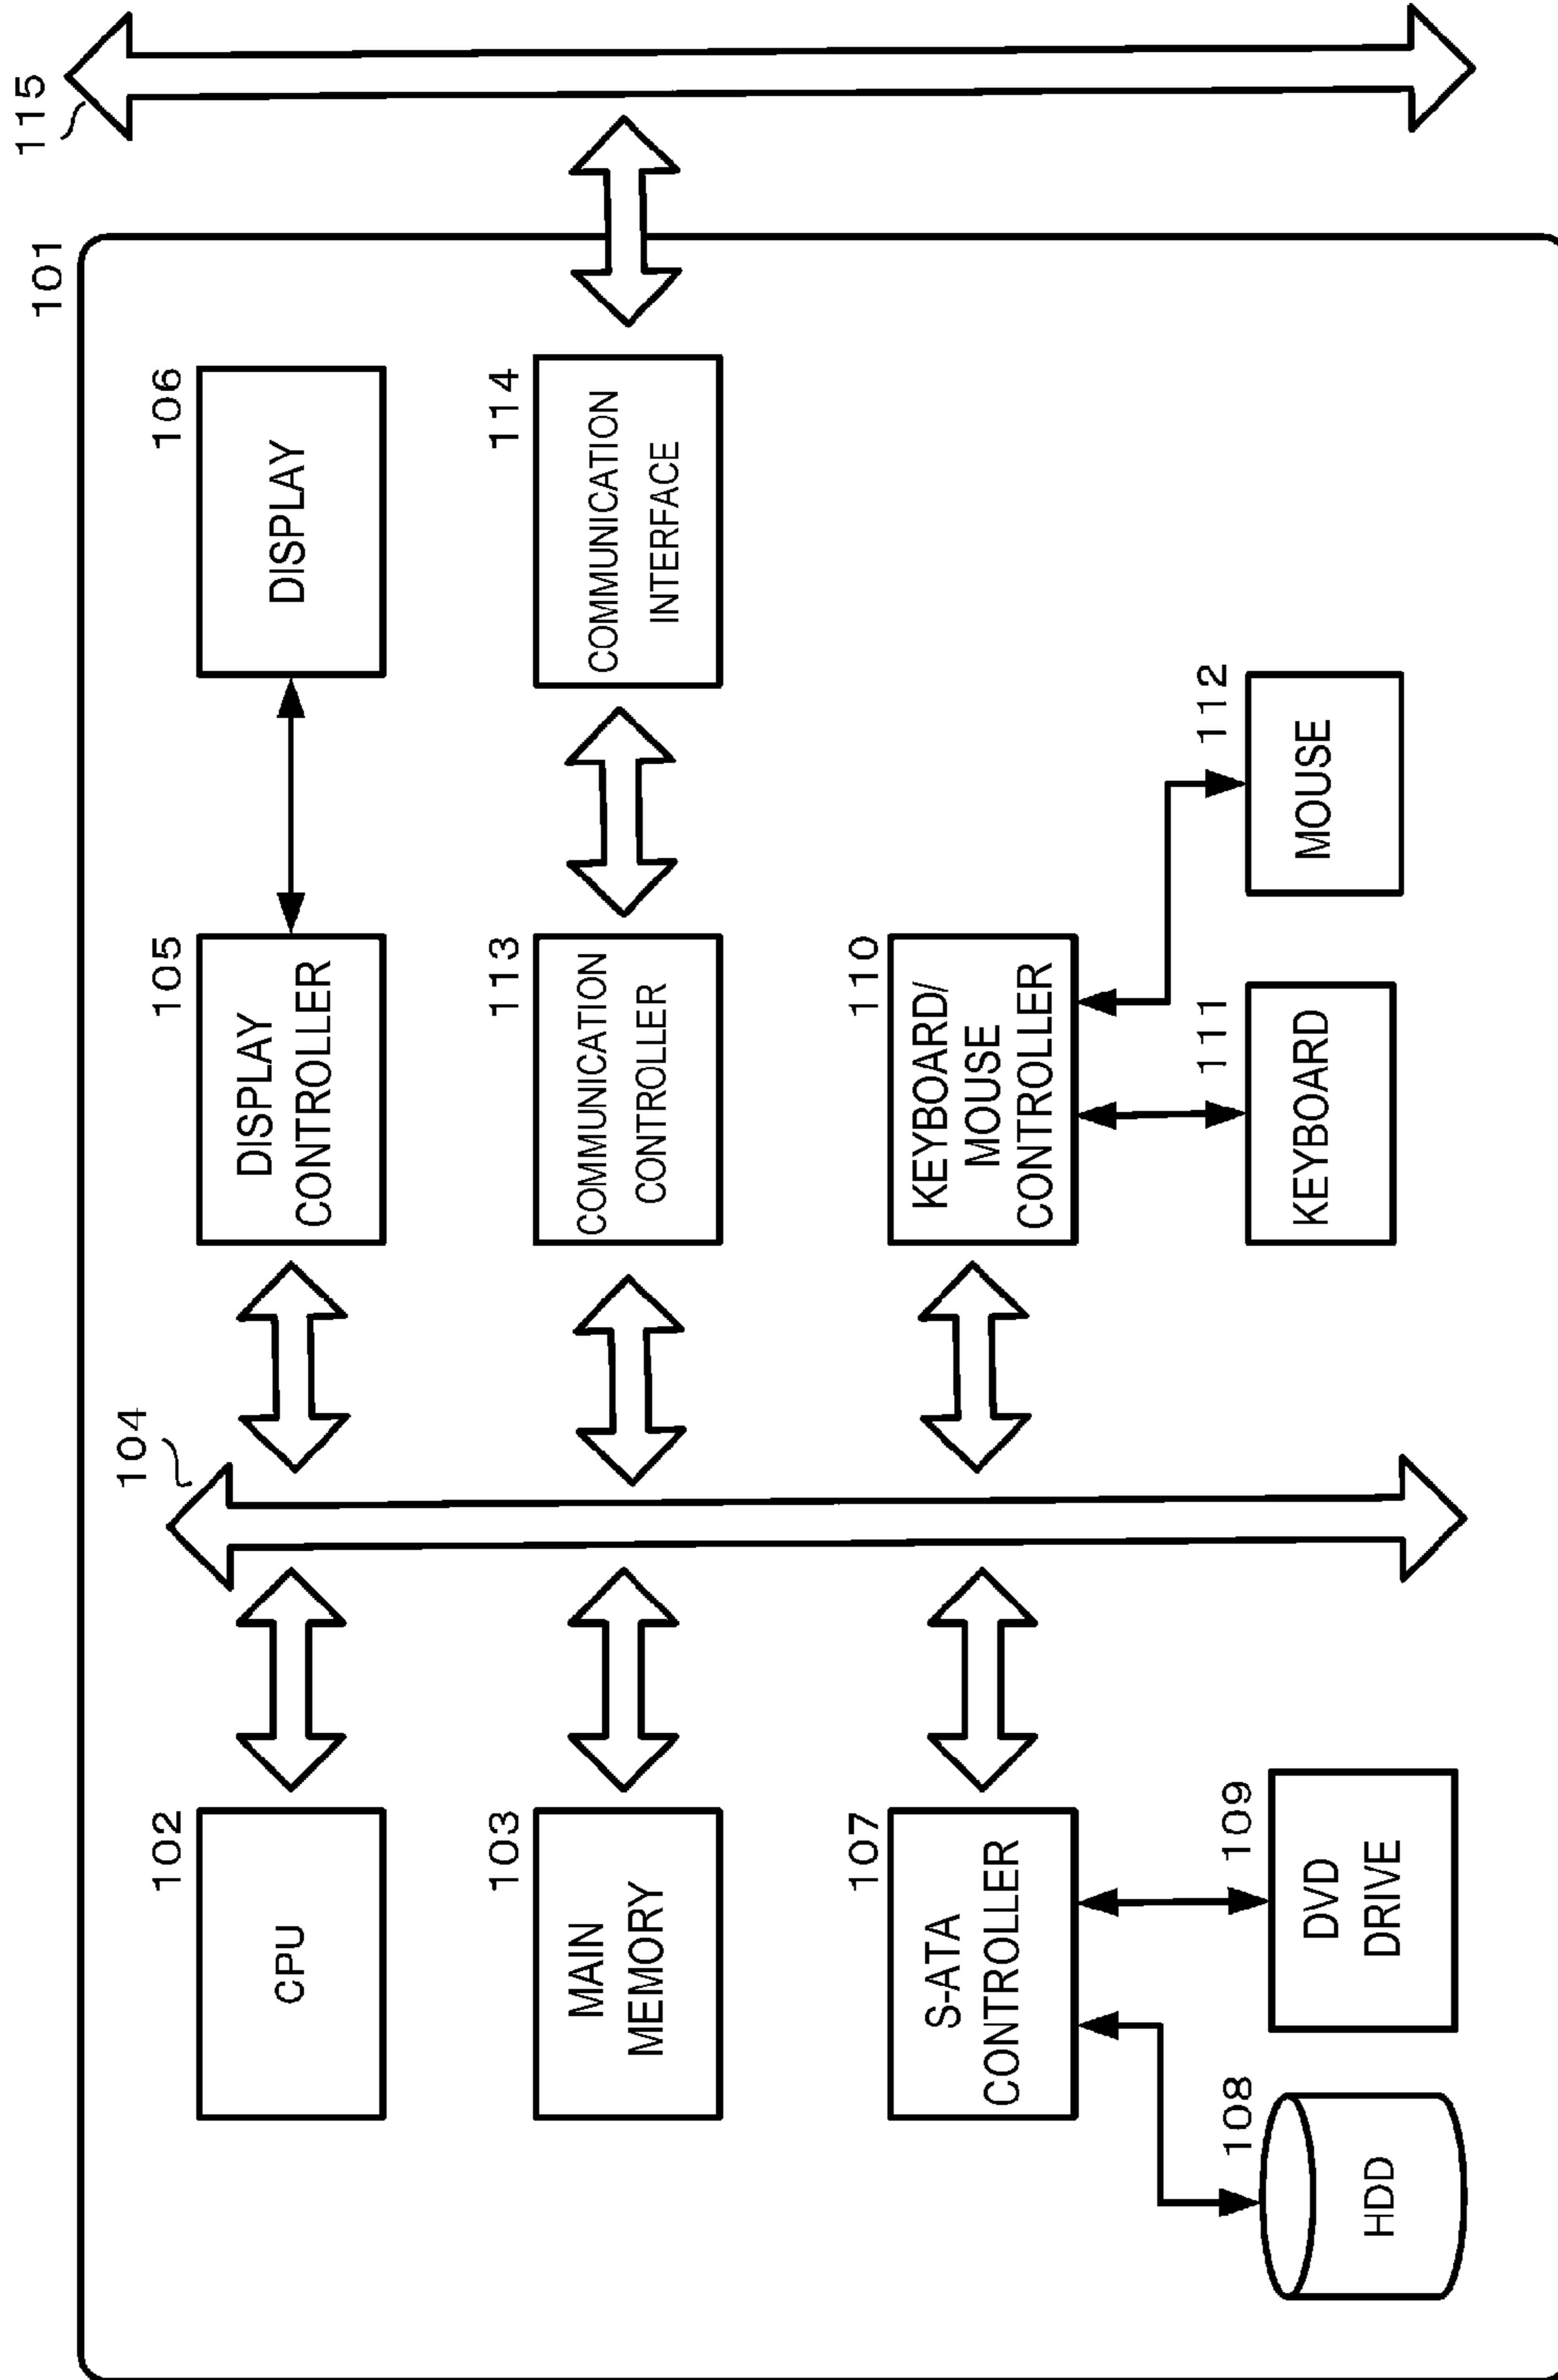 101
115
102
CPU
104
105
DISPLAY
CONTROLLER
106
DISPLAY
103
MAIN
MEMORY
113
COMMUNICATION
CONTROLLER
114
COMMUNICATION
INTERFACE
107
S-ATA
CONTROLLER
110
KEYBOARD/
MOUSE
CONTROLLER
108
HDD
109
DVD
DRIVE
111
KEYBOARD
112
MOUSE